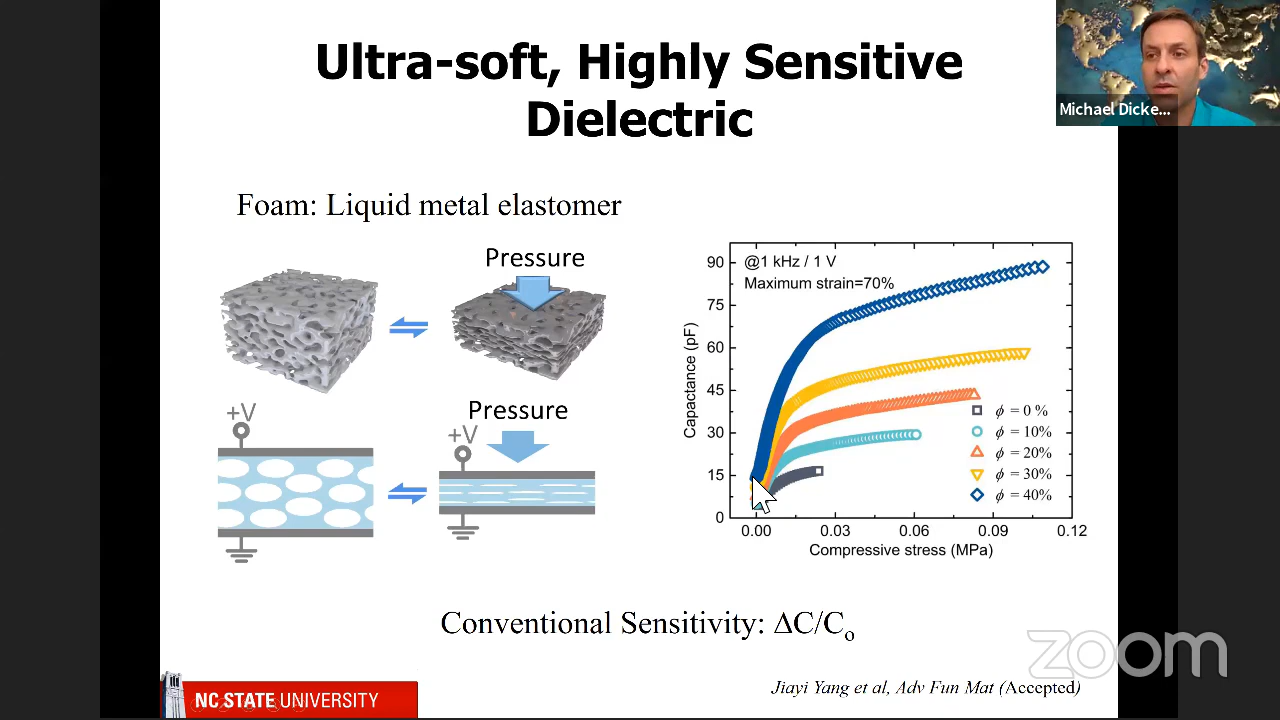 Ultra-soft, Highly Sensitive
Dielectric
Michael Dicke...
Foam: Liquid metal elastomer
Pressure
+V
Pressure
+V
@1 kHz / 1 V
Maximum strain=70%
Capactance (pF)
90
75
60
45
30
15
0
ϕ = 0 %
ϕ = 10%
ϕ = 20%
ϕ = 30%
ϕ = 40%
0.00 0.03 0.06 0.09 0.12
Compressive stress (MPa)
Conventional Sensitivity: ΔC/Co
zoom
NC STATE UNIVERSITY
Jiayi Yang et al, Adv Fun Mat (Accepted)